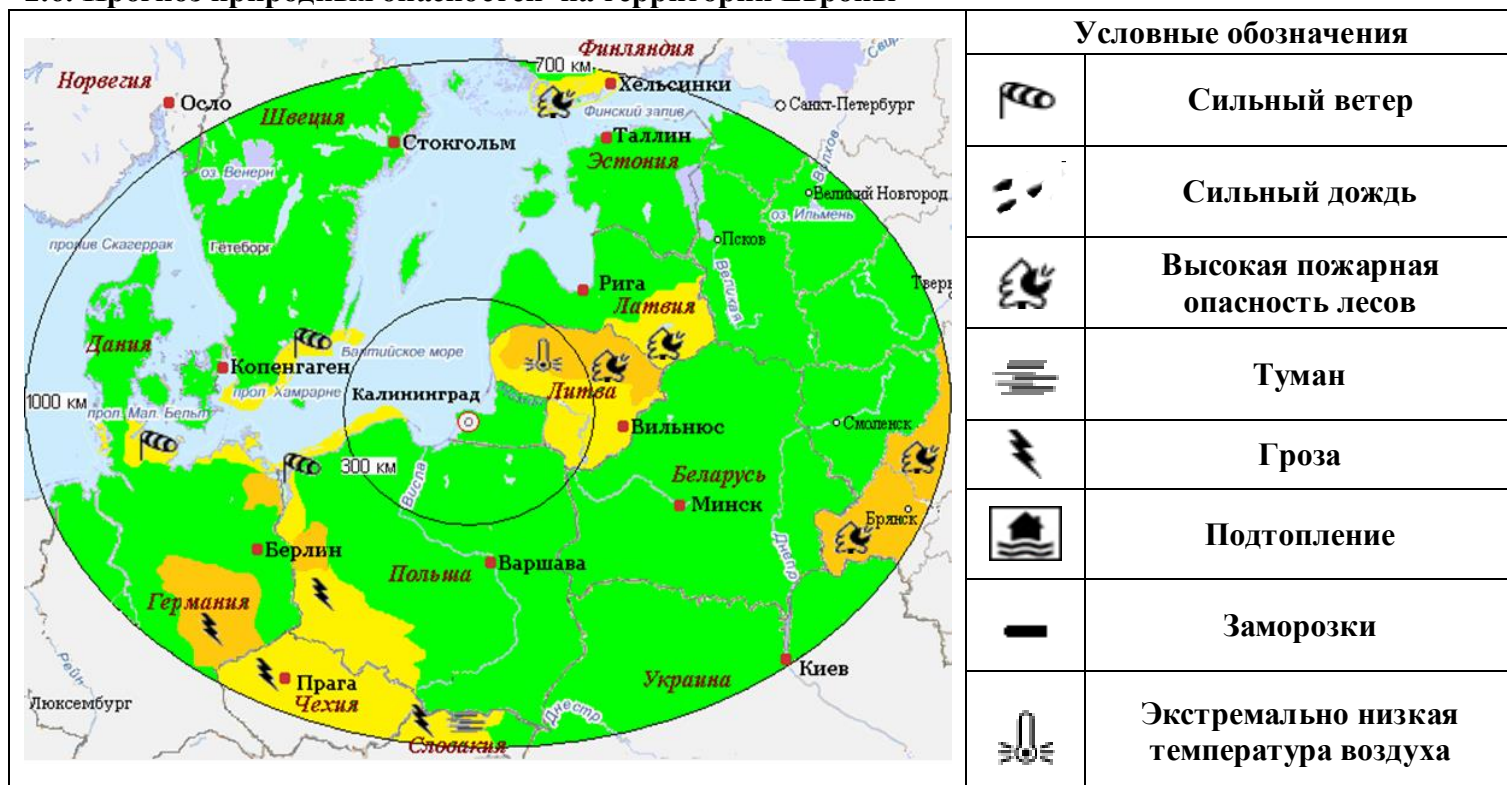 Условные обозначения
Сильный ветер
Сильный дождь
Высокая пожарная
опасность лесов
Туман
Гроза
Подтопление
Заморозки
Экстремально низкая
температура воздуха
Финляндия
700 км.
Норвегия
Хельсинки
Осло
Санкт-Петербург
Швеция
Финский залив
Стокгольм
Таллин
Эстония
Волхов
оз. Венерн
Великий Новгород
оз. Ильмень
пролив Скагеррак
Гётеборг
Псков
Великая
Рига
Латвия
Дания
Балтийское море
Копенгаген
Литва
прол. Хамрарне
Калининград
1000 км
прол. Мал. Бельт
Вильнюс
Смоленск
300 км
Висла
Беларусь
Минск
Брянск
Берлин
Варшава
Днепр
Польша
Германия
Рейн
Прага
Чехия
Украина
Киев
Люксембург
Днестр
Словакия